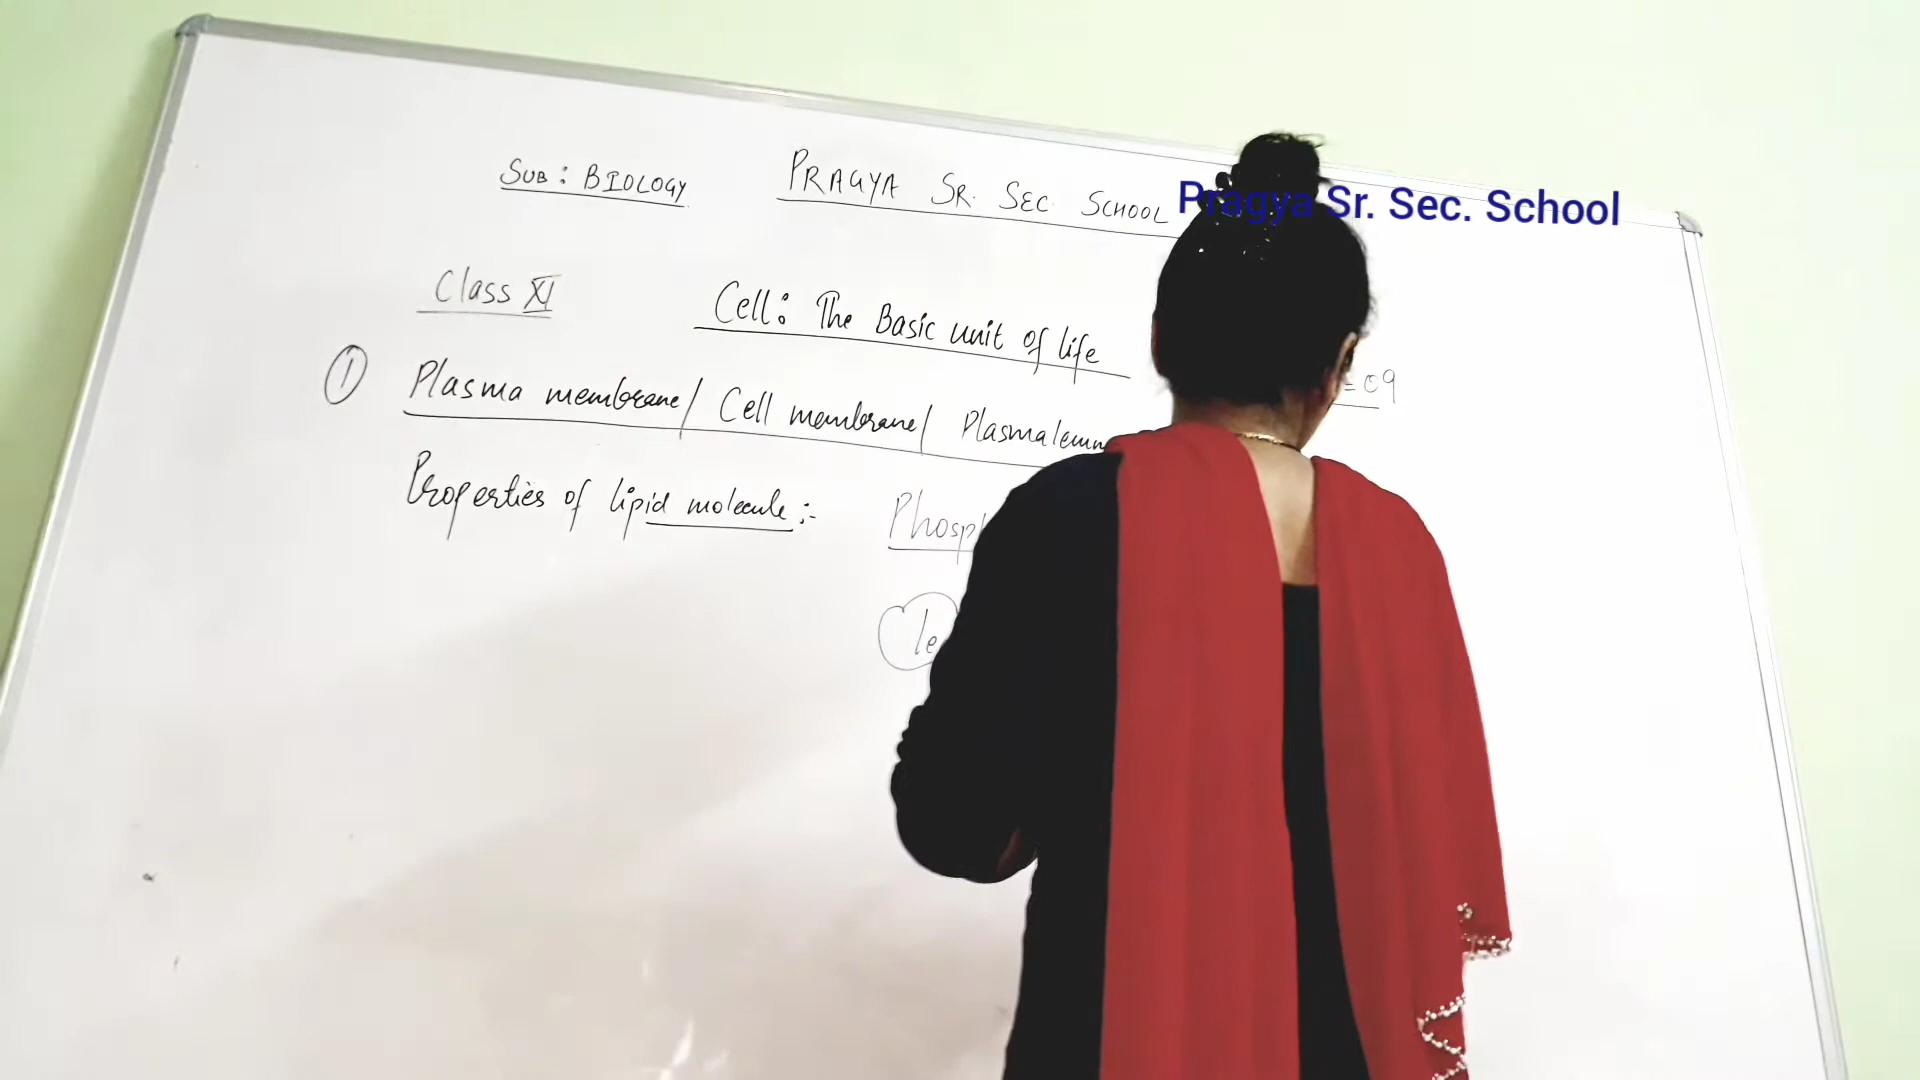 SUB : BIOLOGY
PRAGYA SR. SEC SCHOOL
Pragya Sr. Sec. School
Class XI
Cell : The Basic unit of life
= 09
① Plasma membrane / Cell membrane /
Properties of lipid molecule :-